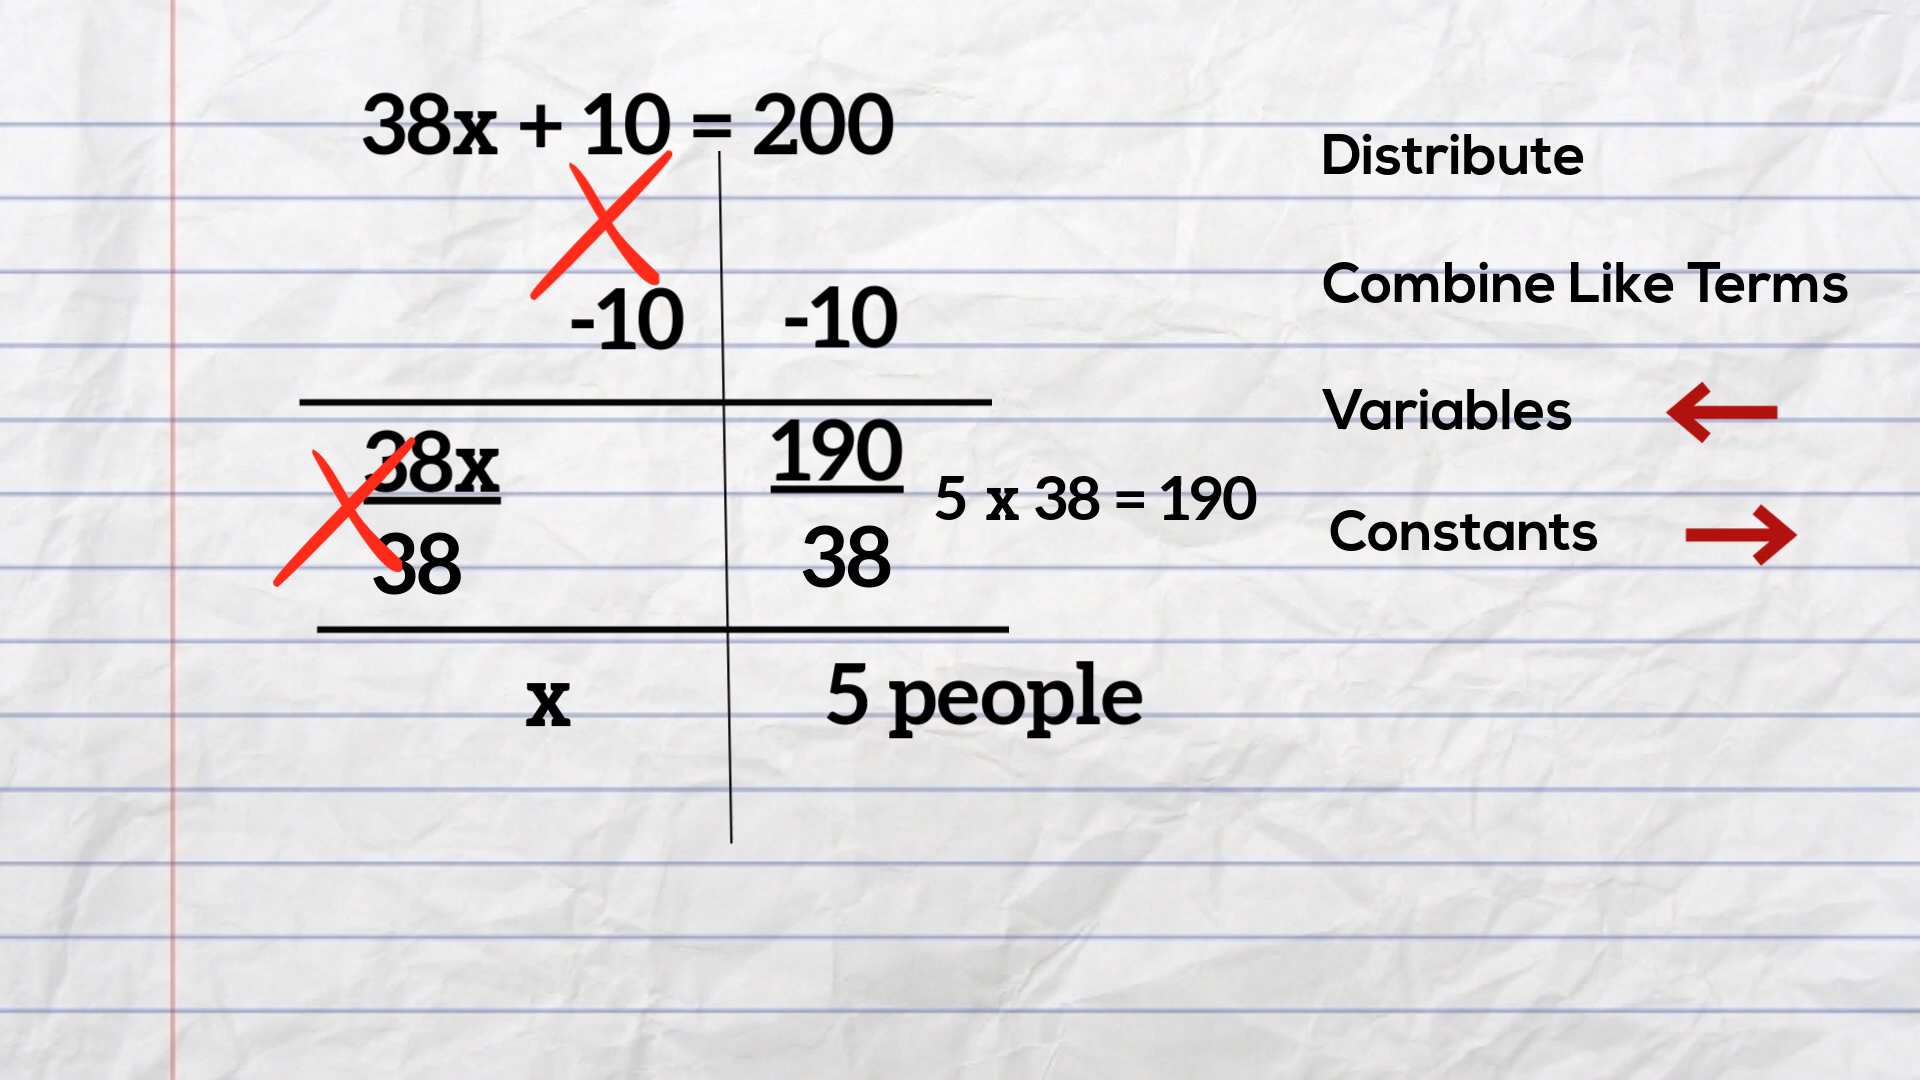 38x + 10 = 200
-10 -10
38x 190
38 38
5 x 38 = 190
x 5 people
Distribute
Combine Like Terms
Variables
Constants